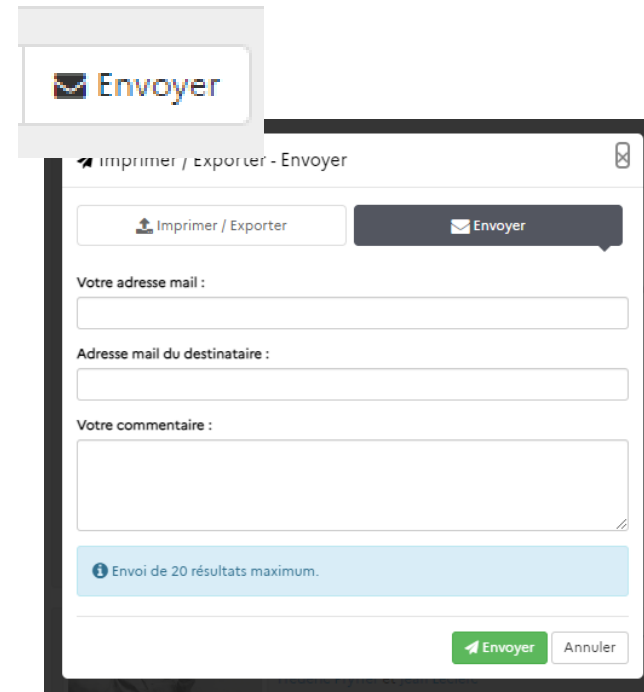 Envoyer
Imprimer / Exporter - Envoyer
Imprimer / Exporter
Envoyer
Votre adresse mail :
Adresse mail du destinataire :
Votre commentaire :
Envoi de 20 résultats maximum.
Envoyer
Annuler